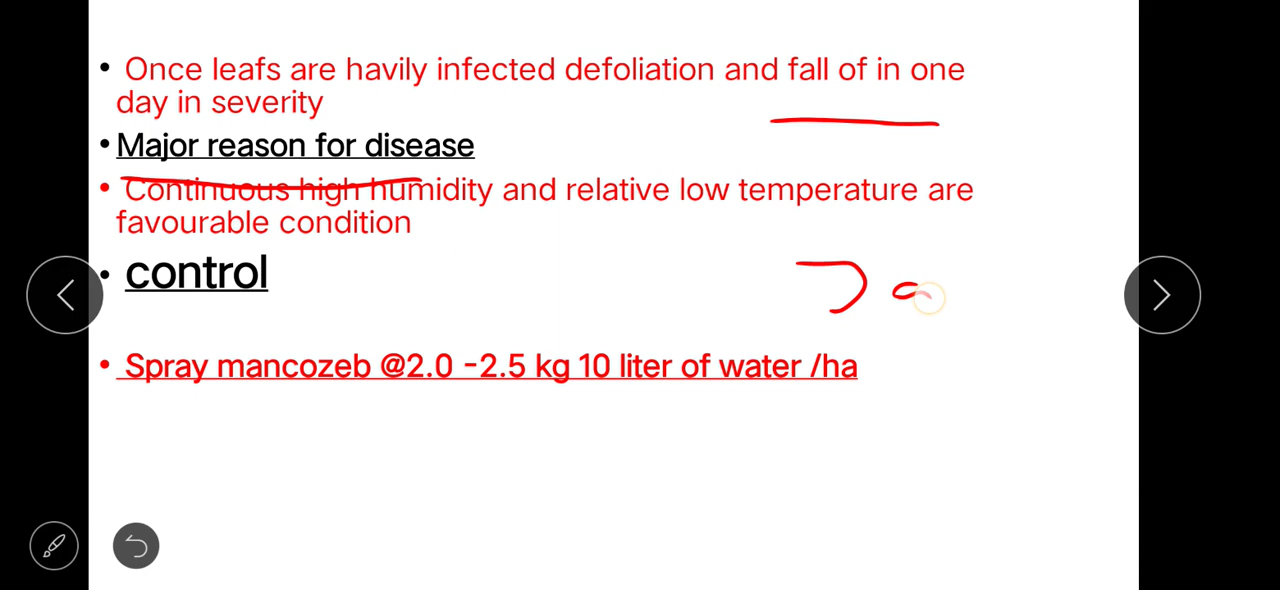 • Once leafs are havily infected defoliation and fall of in one
day in severity
• Major reason for disease
• Continuous high humidity and relative low temperature are
favourable condition
• control
• Spray mancozeb @2.0 -2.5 kg 10 liter of water /ha